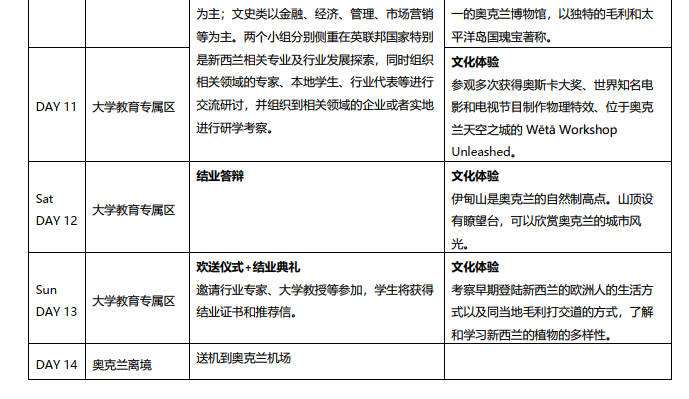 为主；文史类以金融、经济、管理、市场营销
等为主。两个小组分别侧重在英联邦国家特别
是新西兰相关专业及行业发展探索，同时组织
相关领域的专家、本地学生、行业代表等进行
交流研讨，并组织到相关领域的企业或者实地
进行研学考察。
一的奥克兰博物馆，以独特的毛利和太
平洋岛国瑰宝著称。
DAY 11
大学教育专属区
文化体验
参观多次获得奥斯卡大奖、世界知名电
影和电视节目制作物理特效、位于奥克
兰天空之城的 Wētā Workshop
Unleashed。
Sat
DAY 12
大学教育专属区
结业答辩
文化体验
伊甸山是奥克兰的自然制高点。山顶设
有瞭望台，可以欣赏奥克兰的城市风
光。
Sun
DAY 13
大学教育专属区
欢送仪式+结业典礼
邀请行业专家、大学教授等参加，学生将获得
结业证书和推荐信。
文化体验
考察早期登陆新西兰的欧洲人的生活方
式以及同当地毛利打交道的方式，了解
和学习新西兰的植物的多样性。
DAY 14
奥克兰离境
送机到奥克兰机场